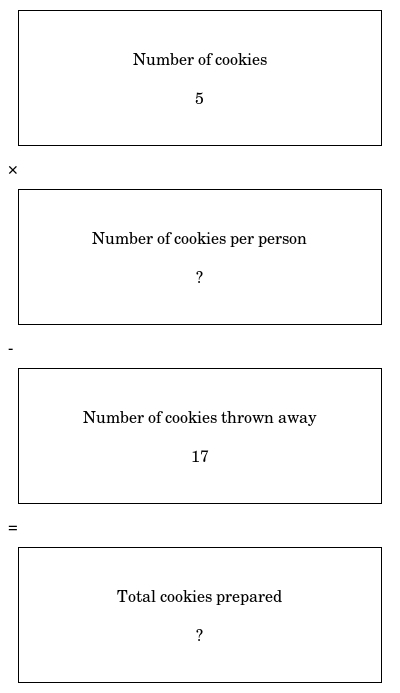 Number of cookies
5
×
Number of cookies per person
?
-
Number of cookies thrown away
17
=
Total cookies prepared
?